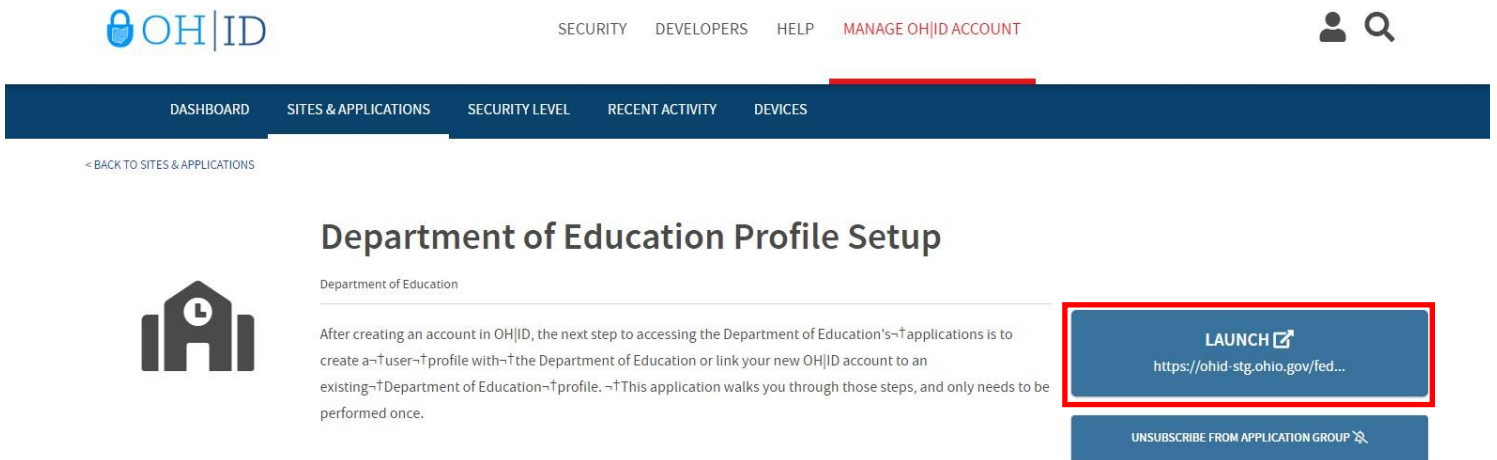 OH|ID
SECURITY DEVELOPERS HELP MANAGE OH|ID ACCOUNT
DASHBOARD SITES & APPLICATIONS SECURITY LEVEL RECENT ACTIVITY DEVICES
< BACK TO SITES & APPLICATIONS
Department of Education Profile Setup
Department of Education
After creating an account in OH|ID, the next step to accessing the Department of Education's¬†applications is to
create a¬†user¬†profile with¬†the Department of Education or link your new OH|ID account to an
existing¬†Department of Education¬†profile. ¬†This application walks you through those steps, and only needs to be
performed once.
LAUNCH
https://ohid-stg.ohio.gov/fed...
UNSUBSCRIBE FROM APPLICATION GROUP